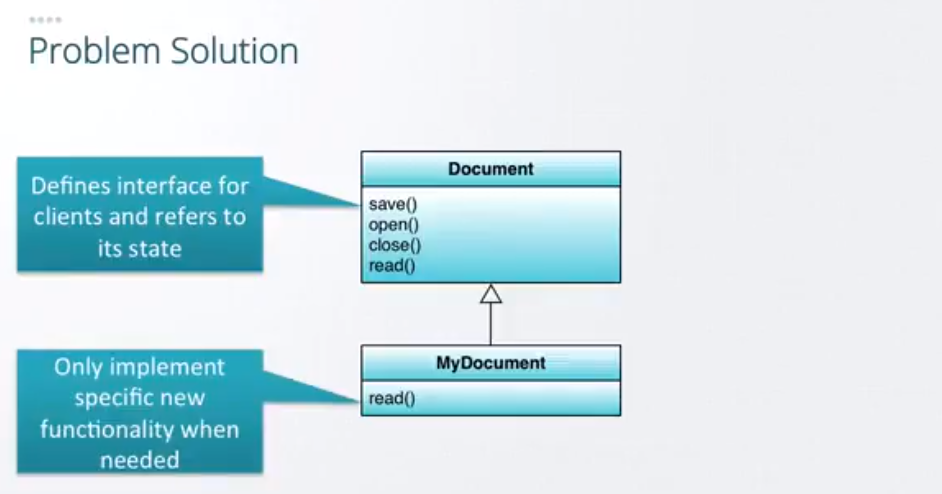 Problem Solution
Defines interface for
clients and refers to
its state
Document
save()
open()
close()
read()
Only implement
specific new
functionality when
needed
MyDocument
read()